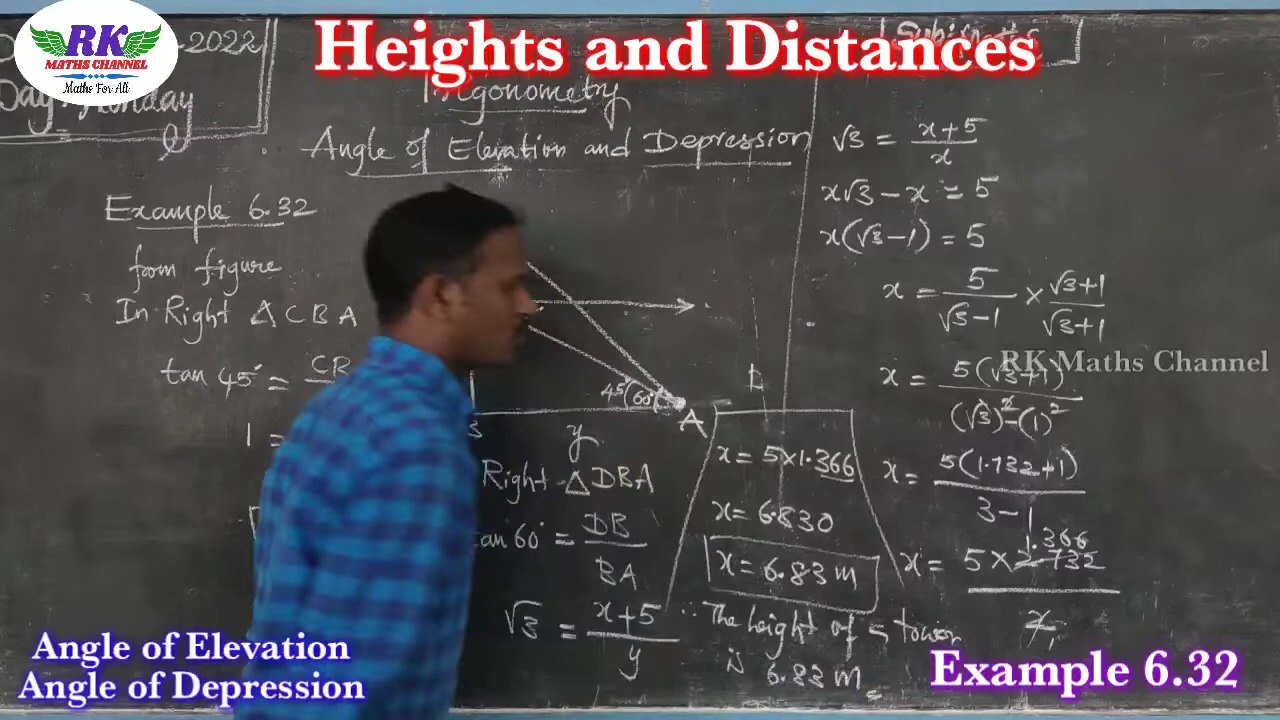 RK
MATHS CHANNEL
Maths For All
-2022
Day: Monday
Heights and Distances
Trigonometry
Angle of Elevation and Depression
Example 6.32
from figure
In Right △ CBA
tan 45° =
1 =
45° 60°
A
y
Right △DBA
tan 60° = DB / BA
√3 = x+5 / y
x = 5×1.366
x = 6.830
x = 6.83 m
∴ The height of tower
is 6.83 m
√3 = x+5 / x
x√3 - x = 5
x(√3-1) = 5
x = 5 / √3-1 × √3+1 / √3+1
x = 5(√3+1) / (√3)² - (1)²
x = 5(1.732+1) / 3-1
1.366
x = 5×2.732 / 2
1
RK Maths Channel
Angle of Elevation
Angle of Depression
Example 6.32